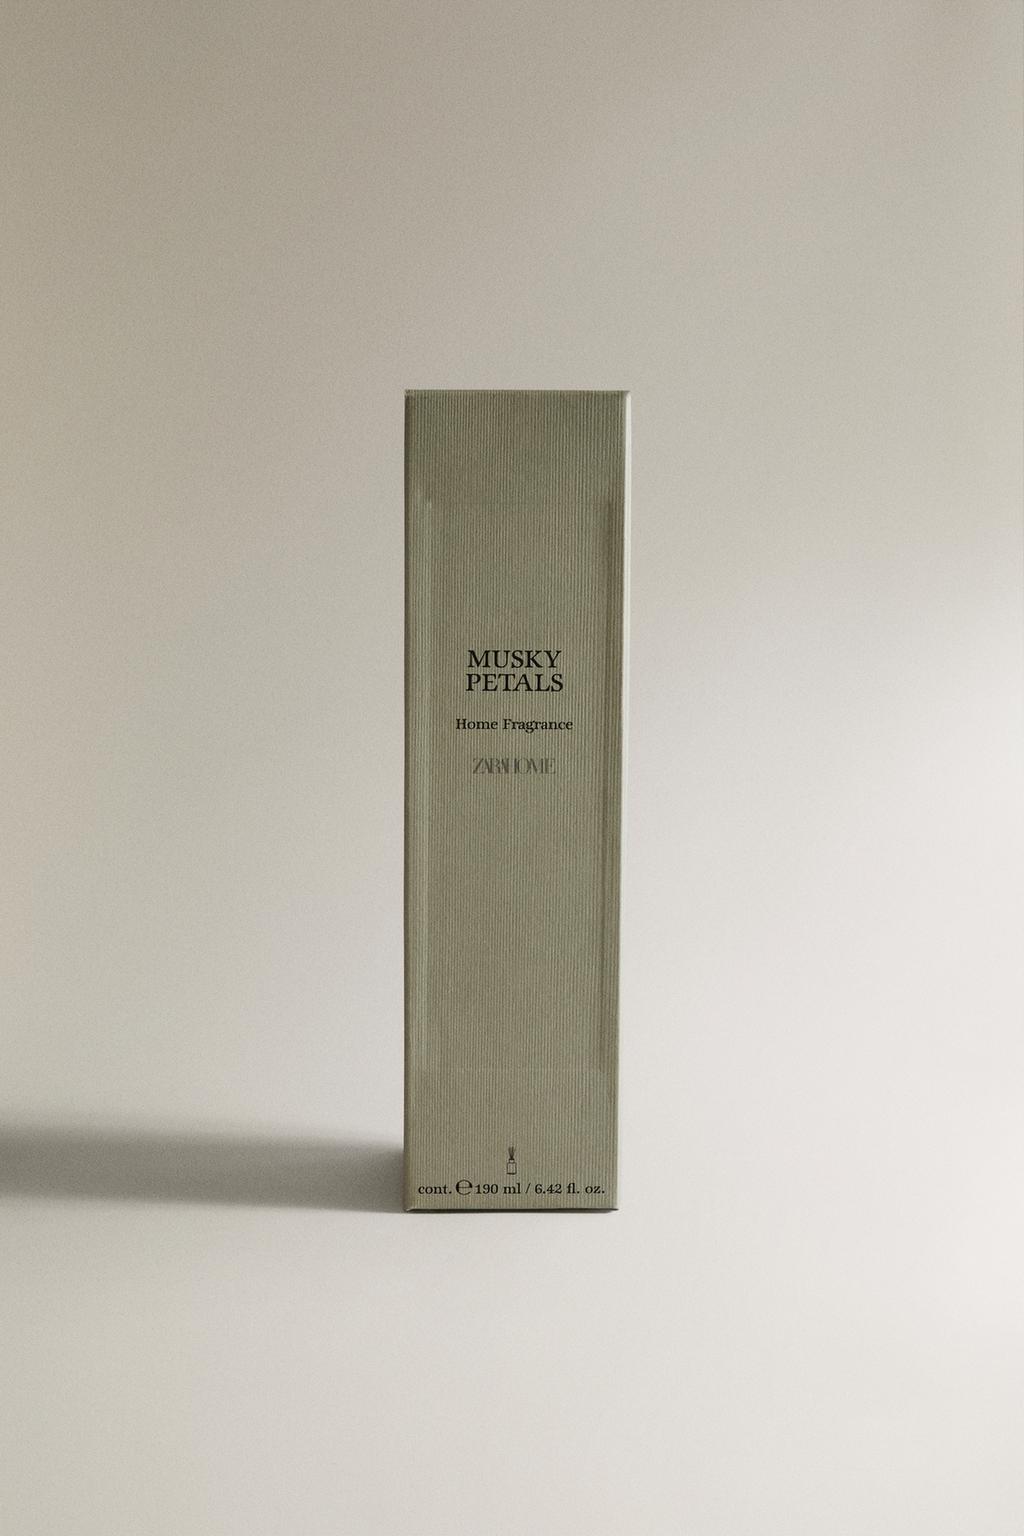 MUSKY
PETALS
Home Fragrance
ZARAHOME
cont. ℮ 190 ml / 6.42 fl. oz.